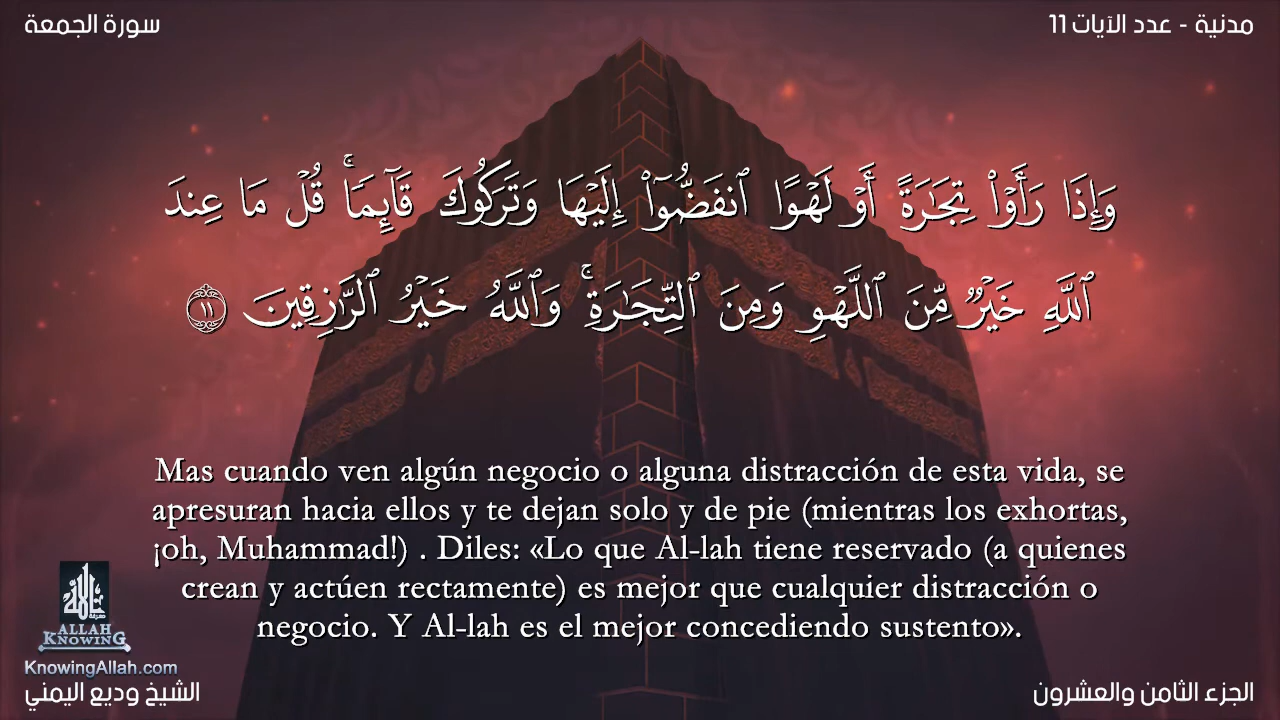 مدنية - عدد الآيات 11
سورة الجمعة
وَإِذَا رَأَوْا۟ تِجَـٰرَةً أَوْ لَهْوًا ٱنفَضُّوٓا۟ إِلَيْهَا وَتَرَكُوكَ قَآئِمًا ۚ قُلْ مَا عِندَ
ٱللَّهِ خَيْرٌ مِّنَ ٱللَّهْوِ وَمِنَ ٱلتِّجَـٰرَةِ ۚ وَٱللَّهُ خَيْرُ ٱلرَّٰزِقِينَ ١١
Mas cuando ven algún negocio o alguna distracción de esta vida, se
apresuran hacia ellos y te dejan solo y de pie (mientras los exhortas,
¡oh, Muhammad!) . Diles: «Lo que Al-lah tiene reservado (a quienes
crean y actúen rectamente) es mejor que cualquier distracción o
negocio. Y Al-lah es el mejor concediendo sustento».
ALLAH
KNOWING
KnowingAllah.com
الجزء الثامن والعشرون
الشيخ وديع اليمني